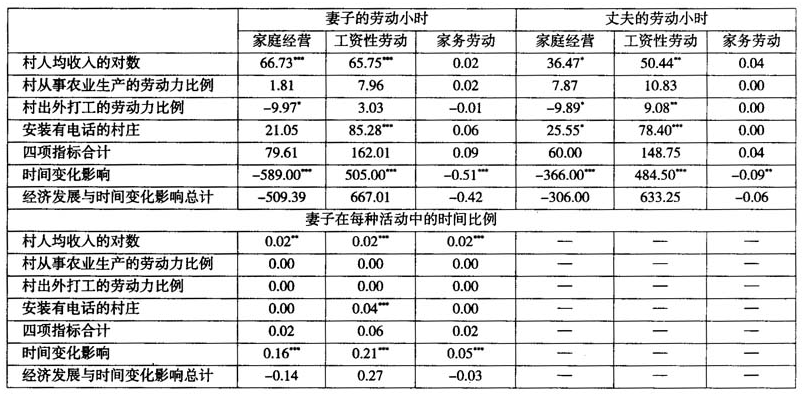 妻子的劳动小时 丈夫的劳动小时
家庭经营 工资性劳动 家务劳动 家庭经营 工资性劳动 家务劳动
村人均收入的对数 66.73*** 65.75*** 0.02 36.47* 50.44** 0.04
村从事农业生产的劳动力比例 1.81 7.96 0.02 7.87 10.83 0.00
村出外打工的劳动力比例 -9.97* 3.03 -0.01 -9.89* 9.08** 0.00
安装有电话的村庄 21.05 85.28*** 0.06 25.55* 78.40*** 0.00
四项指标合计 79.61 162.01 0.09 60.00 148.75 0.04
时间变化影响 -589.00*** 505.00*** -0.51*** -366.00*** 484.50*** -0.09**
经济发展与时间变化影响总计 -509.39 667.01 -0.42 -306.00 633.25 -0.06
妻子在每种活动中的时间比例
村人均收入的对数 0.02** 0.02*** 0.02*** — — —
村从事农业生产的劳动力比例 0.00 0.00 0.00 — — —
村出外打工的劳动力比例 0.00 0.00 0.00 — — —
安装有电话的村庄 0.00 0.04*** 0.00 — — —
四项指标合计 0.02 0.06 0.02 — — —
时间变化影响 0.16*** 0.21*** 0.05*** — — —
经济发展与时间变化影响总计 -0.14 0.27 -0.03 — — —